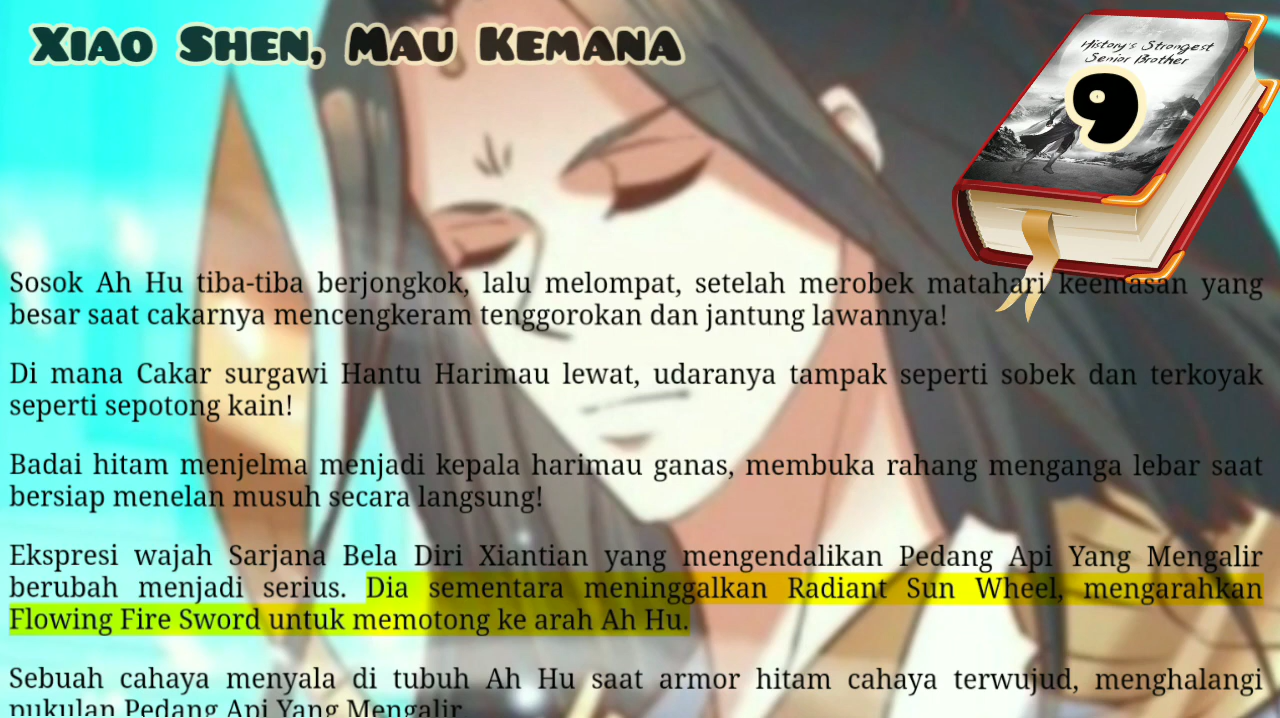 Xiao Shen, Mau Kemana
History's Strongest
Senior Brother
9
Sosok Ah Hu tiba-tiba berjongkok, lalu melompat, setelah merobek matahari keemasan yang
besar saat cakarnya mencengkeram tenggorokan dan jantung lawannya!
Di mana Cakar surgawi Hantu Harimau lewat, udaranya tampak seperti sobek dan terkoyak
seperti sepotong kain!
Badai hitam menjelma menjadi kepala harimau ganas, membuka rahang menganga lebar saat
bersiap menelan musuh secara langsung!
Ekspresi wajah Sarjana Bela Diri Xiantian yang mengendalikan Pedang Api Yang Mengalir
berubah menjadi serius. Dia sementara meninggalkan Radiant Sun Wheel, mengarahkan
Flowing Fire Sword untuk memotong ke arah Ah Hu.
Sebuah cahaya menyala di tubuh Ah Hu saat armor hitam cahaya terwujud, menghalangi
pukulan Pedang Api Yang Mengalir